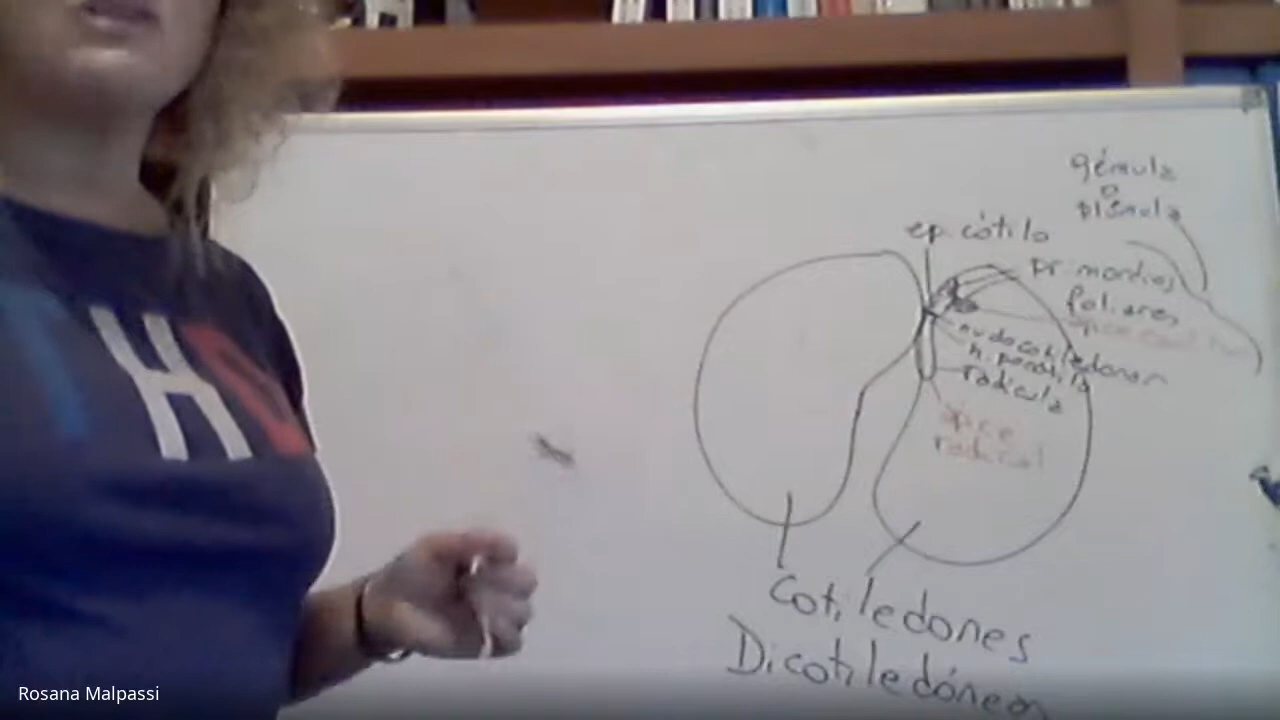 gémula
o
plúmula
epicótilo
primordios
foliares
nudo cotiledonar
hipocótilo
radícula
ápice
radical
Cotiledones
Dicotiledóneas
H
Rosana Malpassi